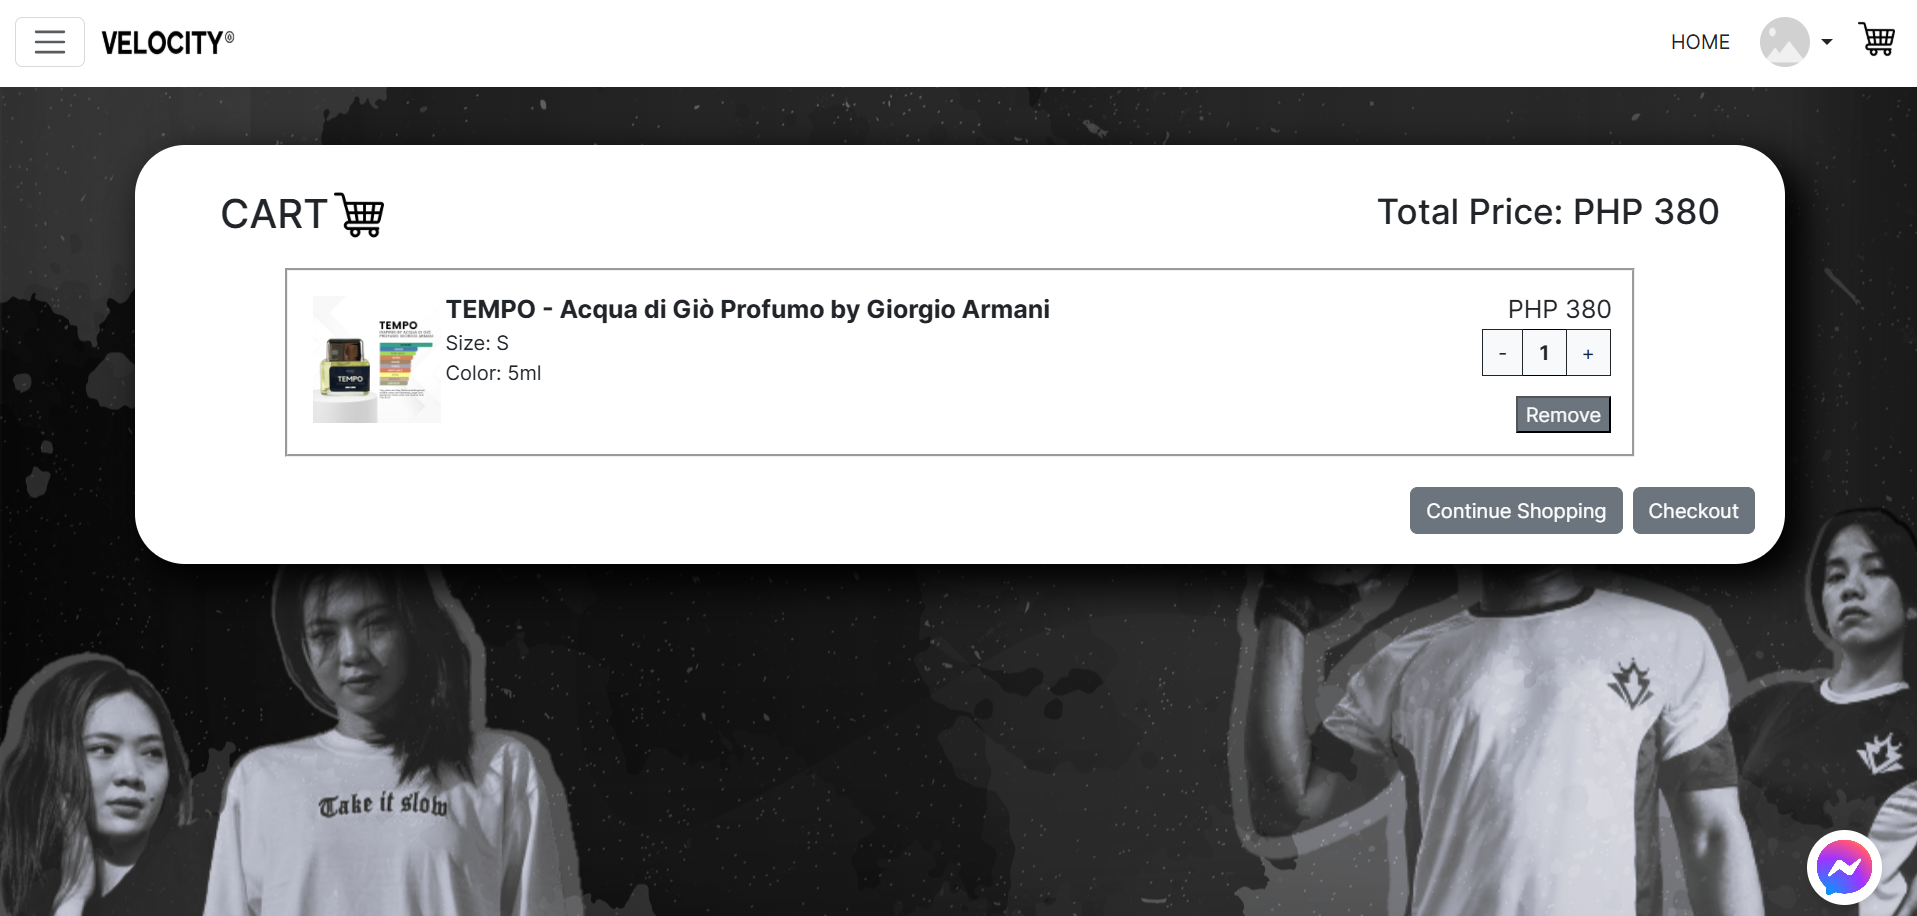 VELOCITY®
HOME
CART
Total Price: PHP 380
TEMPO - Acqua di Giò Profumo by Giorgio Armani
PHP 380
Size: S
- 1 +
Color: 5ml
Remove
TEMPO
TEMPO
Continue Shopping
Checkout
Take it slow